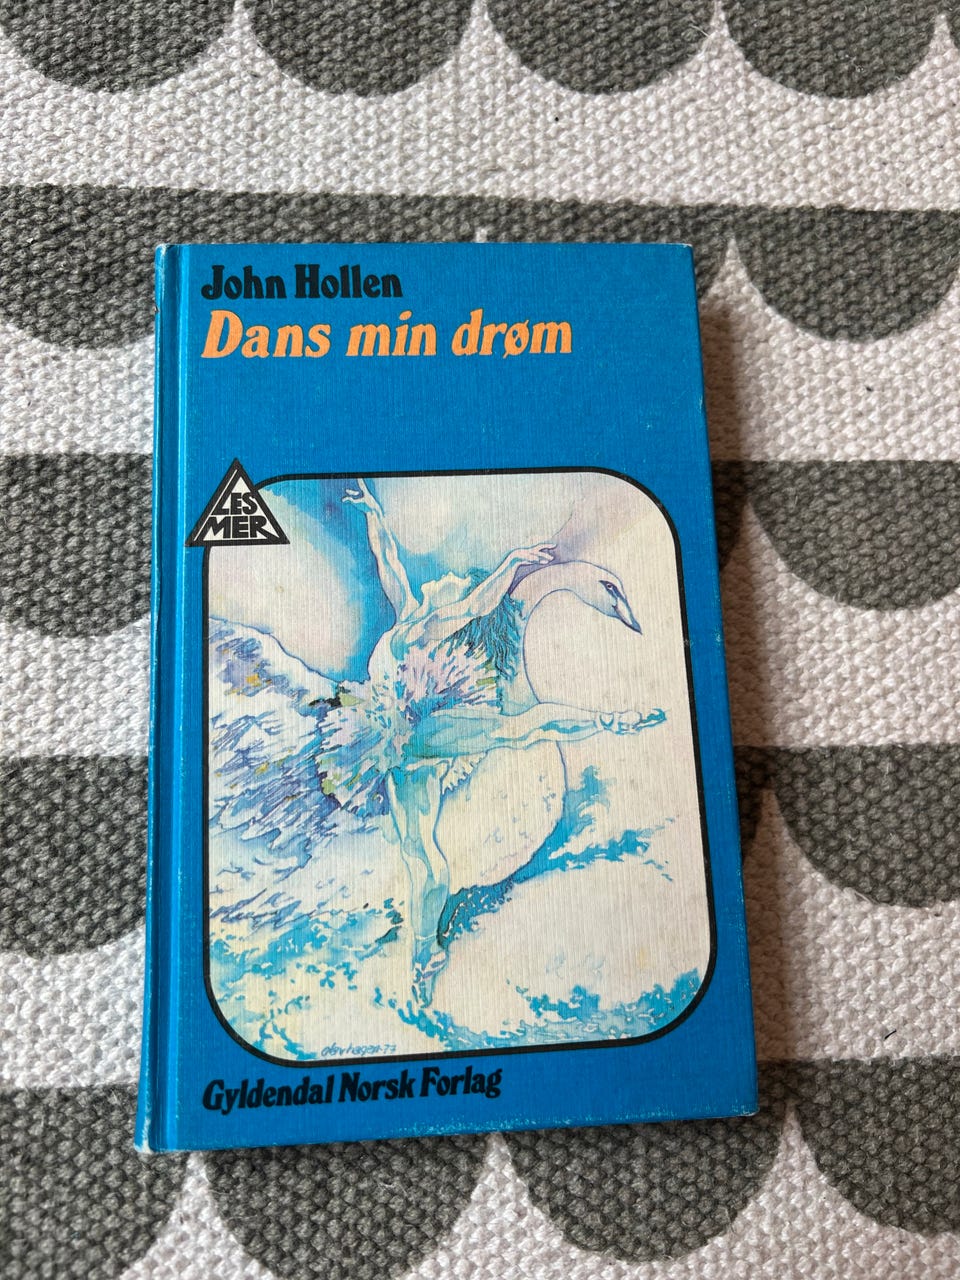 John Hollen
Dans min drøm
LES
MER
Gyldendal Norsk Forlag